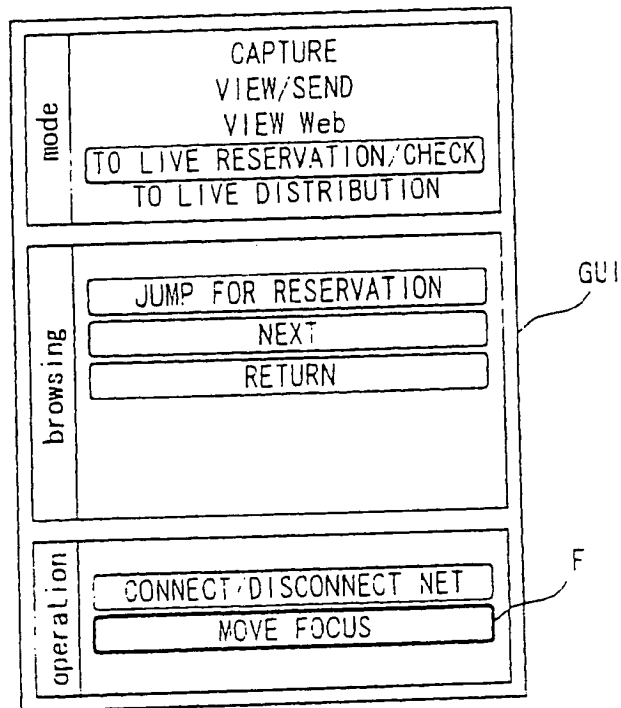 mode
CAPTURE
VIEW/SEND
VIEW Web
TO LIVE RESERVATION/CHECK
TO LIVE DISTRIBUTION
browsing
JUMP FOR RESERVATION
NEXT
RETURN
GUI
operation
CONNECT/DISCONNECT NET
MOVE FOCUS
F